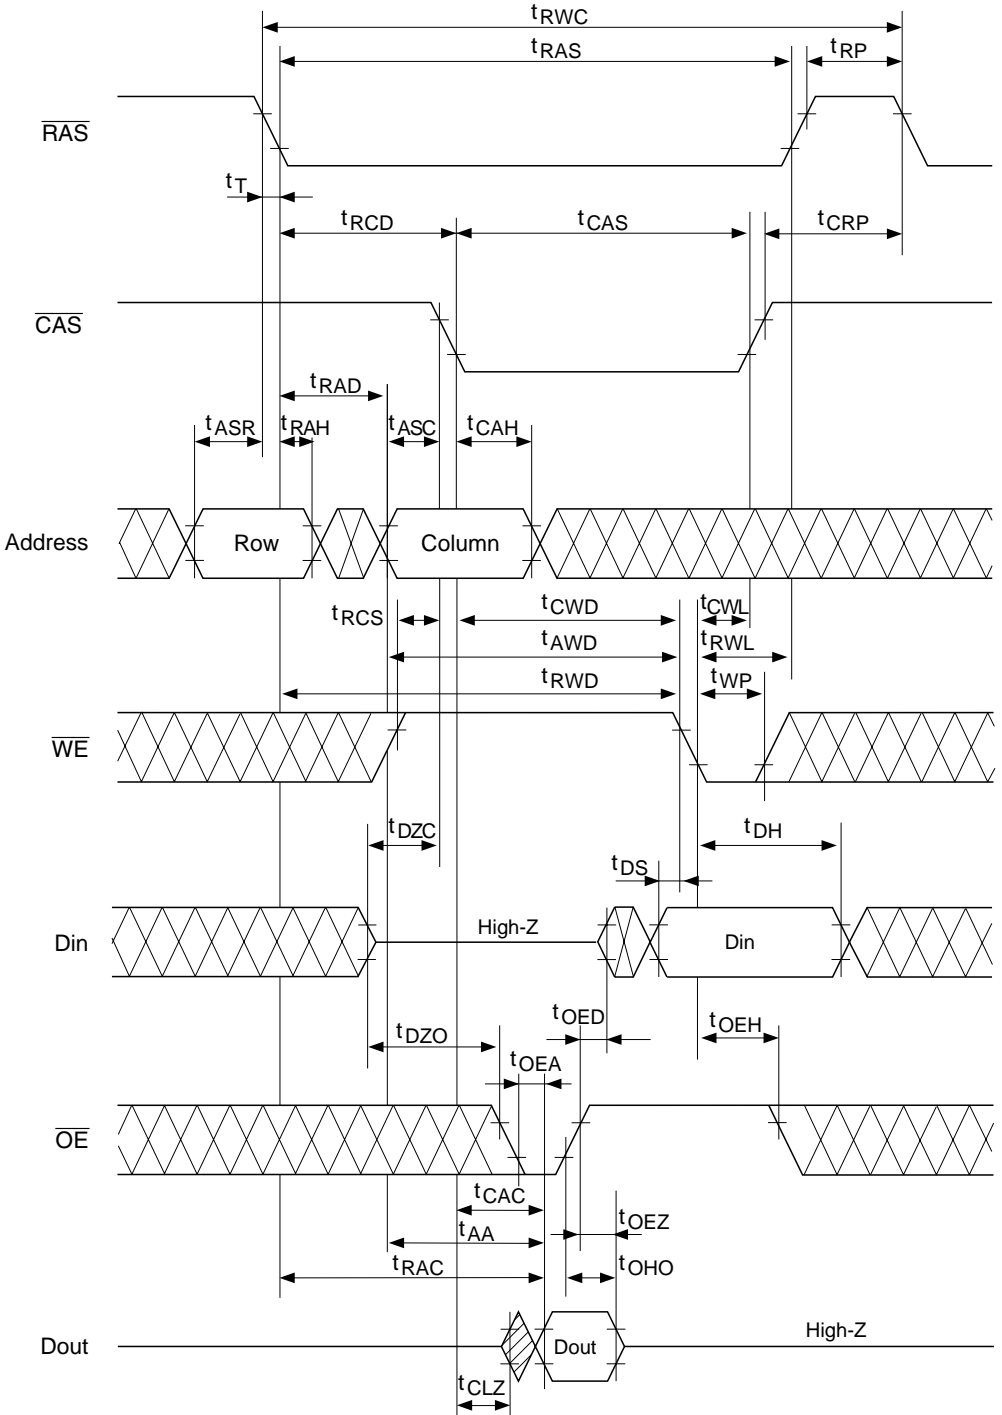 tRWC
tRAS
tRP
RAS
tT
tRCD
tCAS
tCRP
CAS
tRAD
tASR
tRAH
tASC
tCAH
Address
Row
Column
tRCS
tCWD
tCWL
tAWD
tRWL
tRWD
tWP
WE
tDZC
tDH
tDS
Din
High-Z
Din
tOED
tOEH
tDZO
tOEA
OE
tCAC
tOEZ
tAA
tRAC
tOHO
Dout
Dout
High-Z
tCLZ